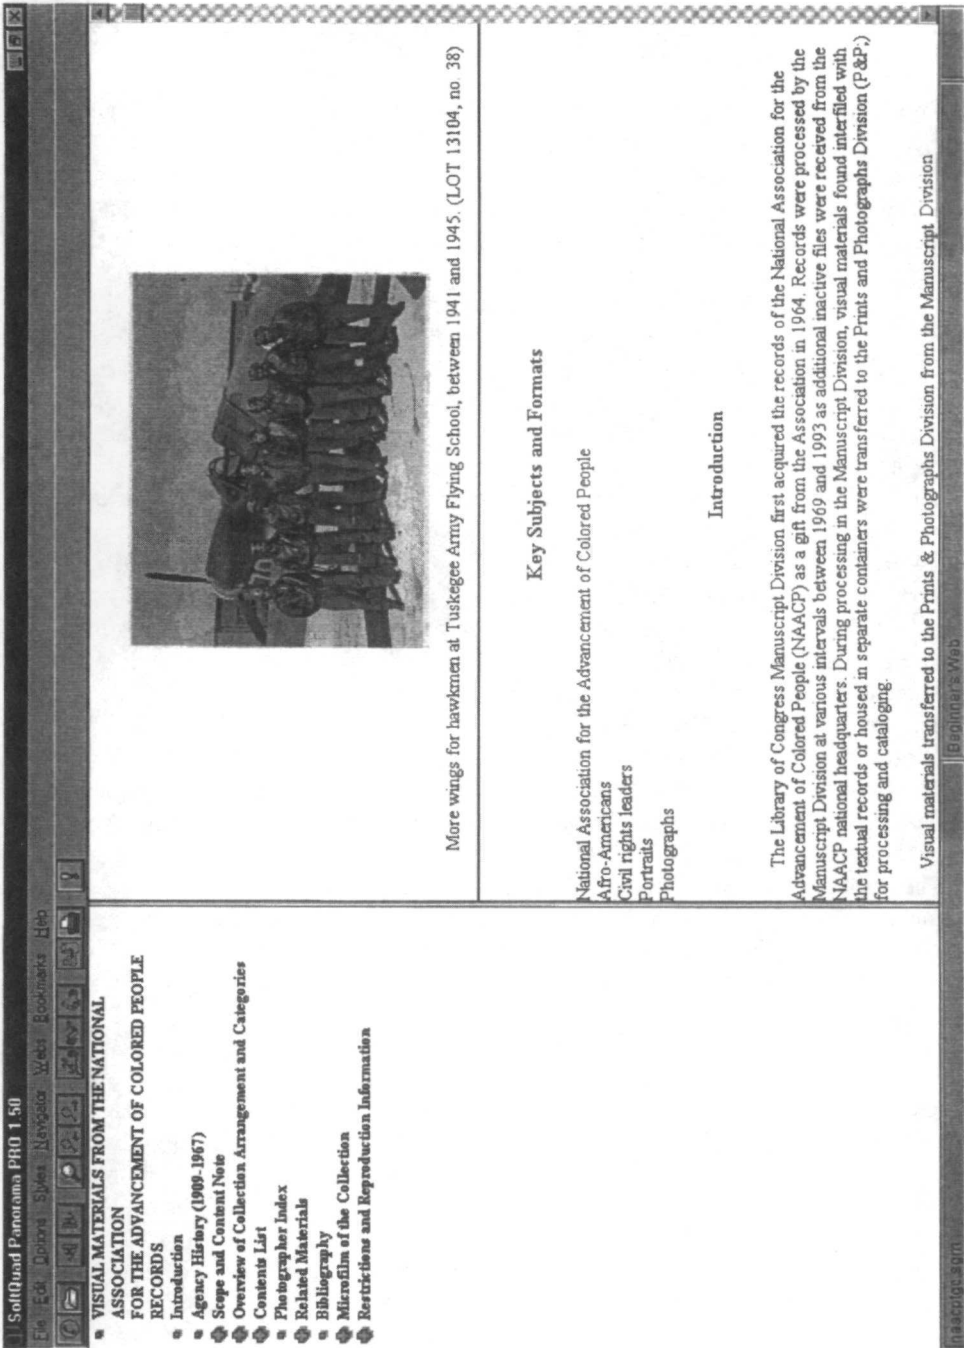 SoftQuad Panorama PRO 1.50
File Edit Options Styles Navigator Webs Bookmarks Help
VISUAL MATERIALS FROM THE NATIONAL
ASSOCIATION
FOR THE ADVANCEMENT OF COLORED PEOPLE
RECORDS
Introduction
Agency History (1909-1967)
Scope and Content Note
Overview of Collection Arrangement and Categories
Contents List
Photographer Index
Related Materials
Bibliography
Microfilm of the Collection
Restrictions and Reproduction Information
More wings for hawkmen at Tuskegee Army Flying School, between 1941 and 1945. (LOT 13104, no. 38)
Key Subjects and Formats
National Association for the Advancement of Colored People
Afro-Americans
Civil rights leaders
Portraits
Photographs
Introduction
The Library of Congress Manuscript Division first acquired the records of the National Association for the
Advancement of Colored People (NAACP) as a gift from the Association in 1964. Records were processed by the
Manuscript Division at various intervals between 1969 and 1993 as additional inactive files were received from the
NAACP national headquarters. During processing in the Manuscript Division, visual materials found interfiled with
the textual records or housed in separate containers were transferred to the Prints and Photographs Division (P&P;)
for processing and cataloging.
Visual materials transferred to the Prints & Photographs Division from the Manuscript Division
Beginner's Web